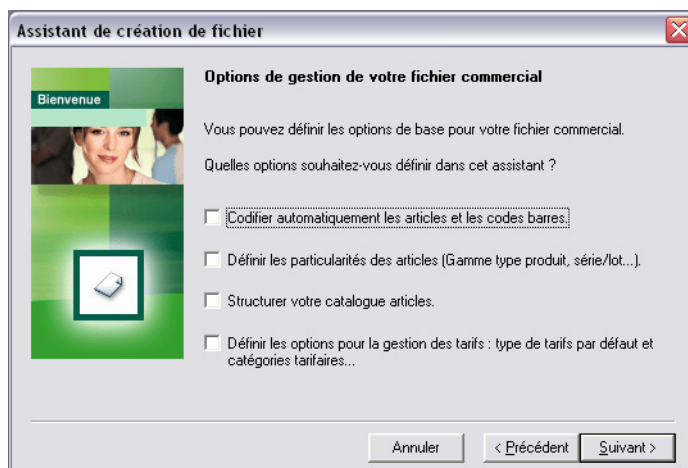 Assistant de création de fichier
Bienvenue
Options de gestion de votre fichier commercial
Vous pouvez définir les options de base pour votre fichier commercial.
Quelles options souhaitez-vous définir dans cet assistant ?
Codifier automatiquement les articles et les codes barres.
Définir les particularités des articles (Gamme type produit, série/lot...).
Structurer votre catalogue articles.
Définir les options pour la gestion des tarifs : type de tarifs par défaut et
catégories tarifaires...
Annuler
< Précédent
Suivant >